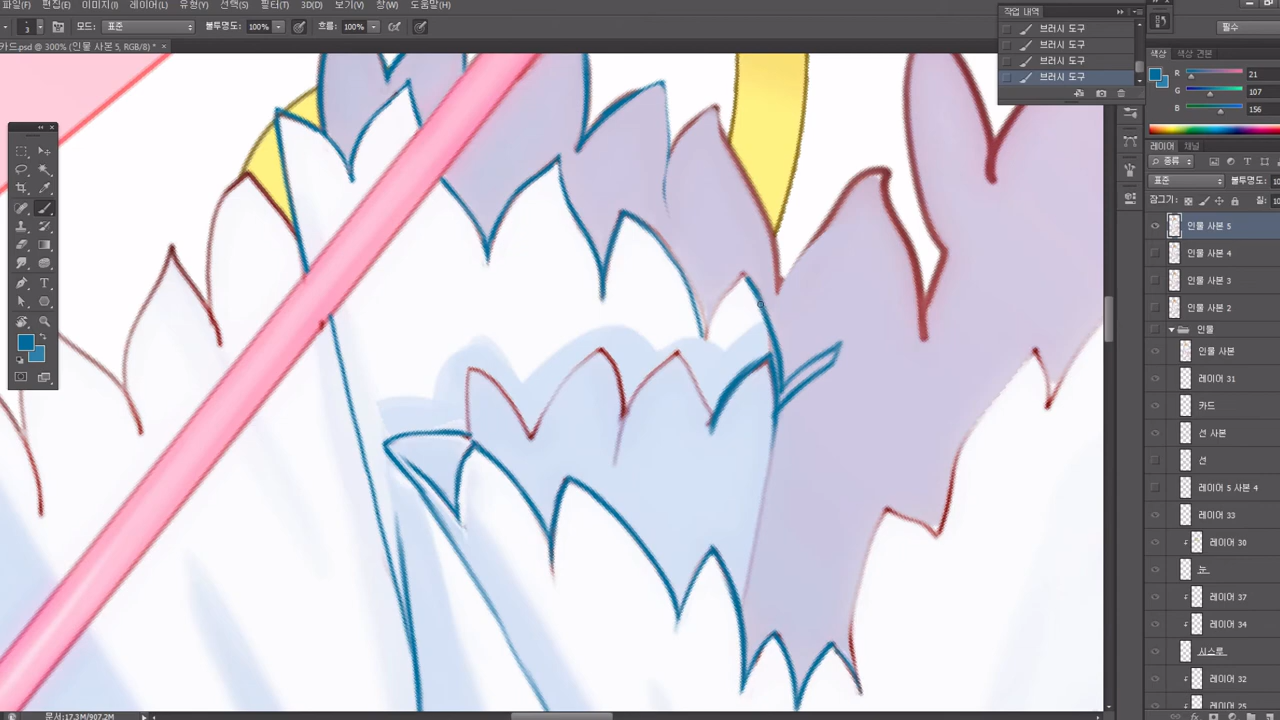 파일(F) 편집(E) 이미지(I) 레이어(L) 유형(Y) 선택(S) 필터(T) 3D(D) 보기(V) 창(W) 도움말(H)
3 모드: 표준 불투명도: 100% 흐름: 100% 필수
카드.psd @ 300% (인물 사본 5, RGB/8) * ×
작업 내역
브러시 도구
브러시 도구
브러시 도구
브러시 도구
색상 색상 견본
R 21
G 107
B 156
레이어 채널
종류
표준 불투명도: 10
잠그기: 칠: 10
인물 사본 5
인물 사본 4
인물 사본 3
인물 사본 2
인물
인물 사본
레이어 31
카드
선 사본
선
레이어 5 사본 4
레이어 33
레이어 30
눈
레이어 37
레이어 34
시스루
레이어 32
레이어 25
문서:17.3M/907.2M